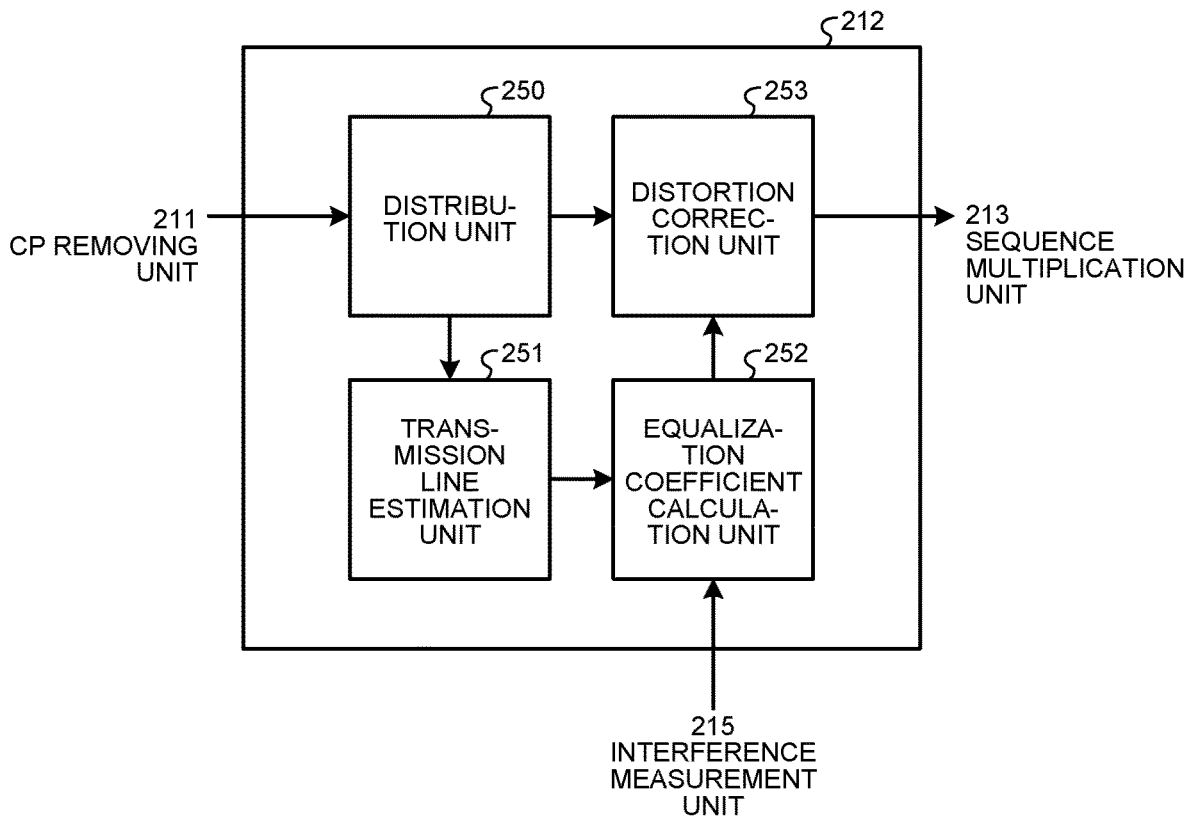 212
250
253
DISTRIBU-
TION UNIT
DISTORTION
CORREC-
TION UNIT
211
CP REMOVING
UNIT
213
SEQUENCE
MULTIPLICATION
UNIT
251
252
TRANS-
MISSION
LINE
ESTIMATION
UNIT
EQUALIZA-
TION
COEFFICIENT
CALCULA-
TION UNIT
215
INTERFERENCE
MEASUREMENT
UNIT